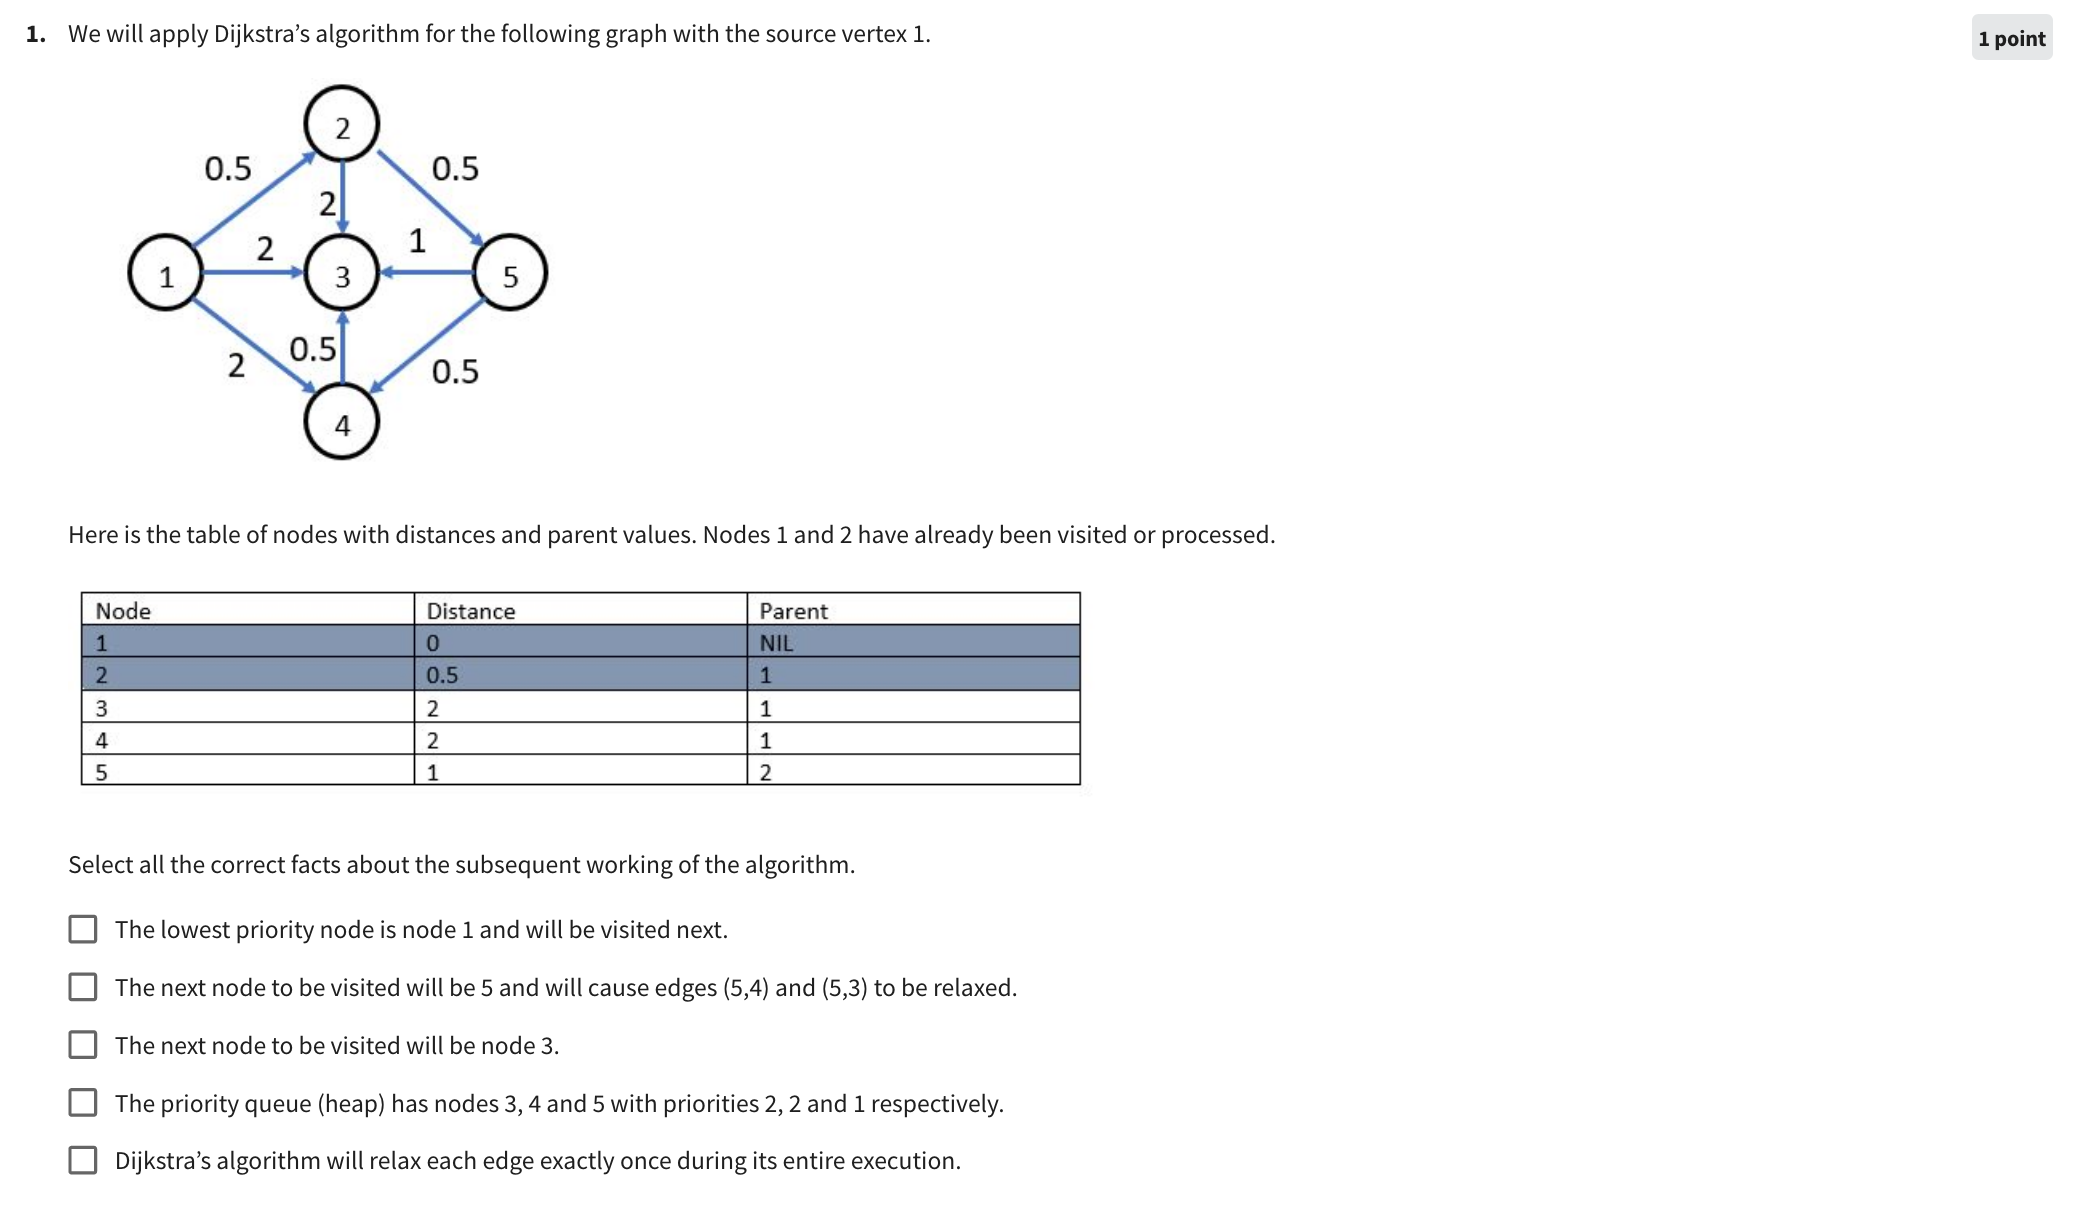 1. We will apply Dijkstra’s algorithm for the following graph with the source vertex 1.
1 point
2
0.5 0.5
2
2 1
1 3 5
0.5
2 0.5
4
Here is the table of nodes with distances and parent values. Nodes 1 and 2 have already been visited or processed.
Node Distance Parent
1 0 NIL
2 0.5 1
3 2 1
4 2 1
5 1 2
Select all the correct facts about the subsequent working of the algorithm.
The lowest priority node is node 1 and will be visited next.
The next node to be visited will be 5 and will cause edges (5,4) and (5,3) to be relaxed.
The next node to be visited will be node 3.
The priority queue (heap) has nodes 3, 4 and 5 with priorities 2, 2 and 1 respectively.
Dijkstra’s algorithm will relax each edge exactly once during its entire execution.